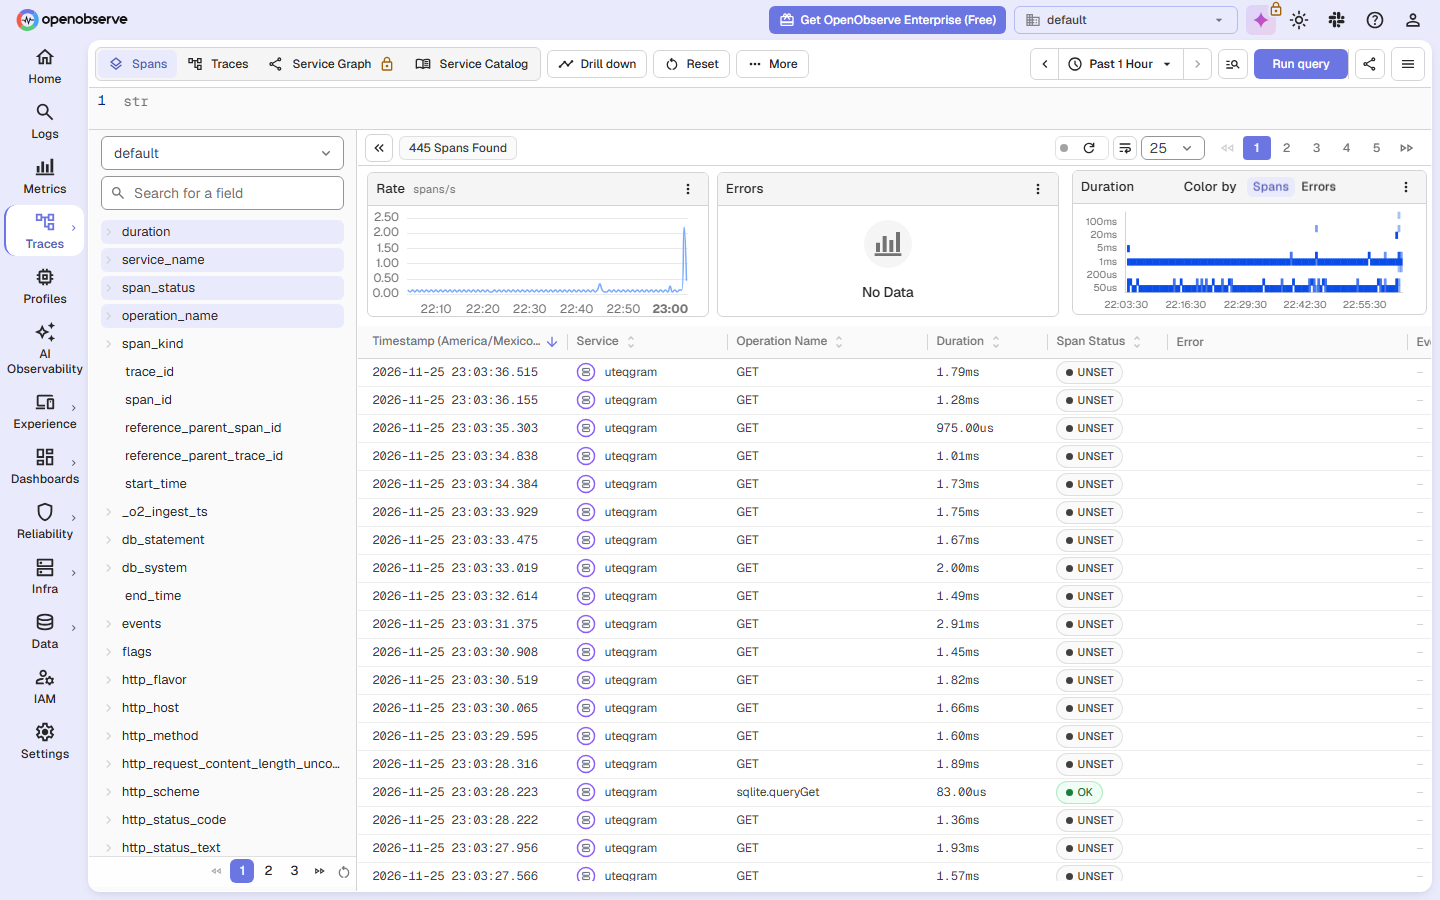 openobserve
Get OpenObserve Enterprise (Free)
default
Home
Logs
Metrics
Traces
Profiles
AI
Observability
Experience
Dashboards
Reliability
Infra
Data
IAM
Settings
Spans
Traces
Service Graph
Service Catalog
Drill down
Reset
More
Past 1 Hour
Run query
1 str
default
Search for a field
duration
service_name
span_status
operation_name
span_kind
trace_id
span_id
reference_parent_span_id
reference_parent_trace_id
start_time
_o2_ingest_ts
db_statement
db_system
end_time
events
flags
http_flavor
http_host
http_method
http_request_content_length_unco...
http_scheme
http_status_code
http_status_text
1 2 3
445 Spans Found
25
1 2 3 4 5
Rate spans/s
2.50
2.00
1.50
1.00
0.50
0.00
22:10 22:20 22:30 22:40 22:50 23:00
Errors
No Data
Duration Color by Spans Errors
100ms
20ms
5ms
1ms
200us
50us
22:03:30 22:16:30 22:29:30 22:42:30 22:55:30
Timestamp (America/Mexico... Service Operation Name Duration Span Status Error Ev
2026-11-25 23:03:36.515 uteqgram GET 1.79ms UNSET –
2026-11-25 23:03:36.155 uteqgram GET 1.28ms UNSET –
2026-11-25 23:03:35.303 uteqgram GET 975.00us UNSET –
2026-11-25 23:03:34.838 uteqgram GET 1.01ms UNSET –
2026-11-25 23:03:34.384 uteqgram GET 1.73ms UNSET –
2026-11-25 23:03:33.929 uteqgram GET 1.75ms UNSET –
2026-11-25 23:03:33.475 uteqgram GET 1.67ms UNSET –
2026-11-25 23:03:33.019 uteqgram GET 2.00ms UNSET –
2026-11-25 23:03:32.614 uteqgram GET 1.49ms UNSET –
2026-11-25 23:03:31.375 uteqgram GET 2.91ms UNSET –
2026-11-25 23:03:30.908 uteqgram GET 1.45ms UNSET –
2026-11-25 23:03:30.519 uteqgram GET 1.82ms UNSET –
2026-11-25 23:03:30.065 uteqgram GET 1.66ms UNSET –
2026-11-25 23:03:29.595 uteqgram GET 1.60ms UNSET –
2026-11-25 23:03:28.316 uteqgram GET 1.89ms UNSET –
2026-11-25 23:03:28.223 uteqgram sqlite.queryGet 83.00us OK –
2026-11-25 23:03:28.222 uteqgram GET 1.36ms UNSET –
2026-11-25 23:03:27.956 uteqgram GET 1.93ms UNSET –
2026-11-25 23:03:27.566 uteqgram GET 1.57ms UNSET –